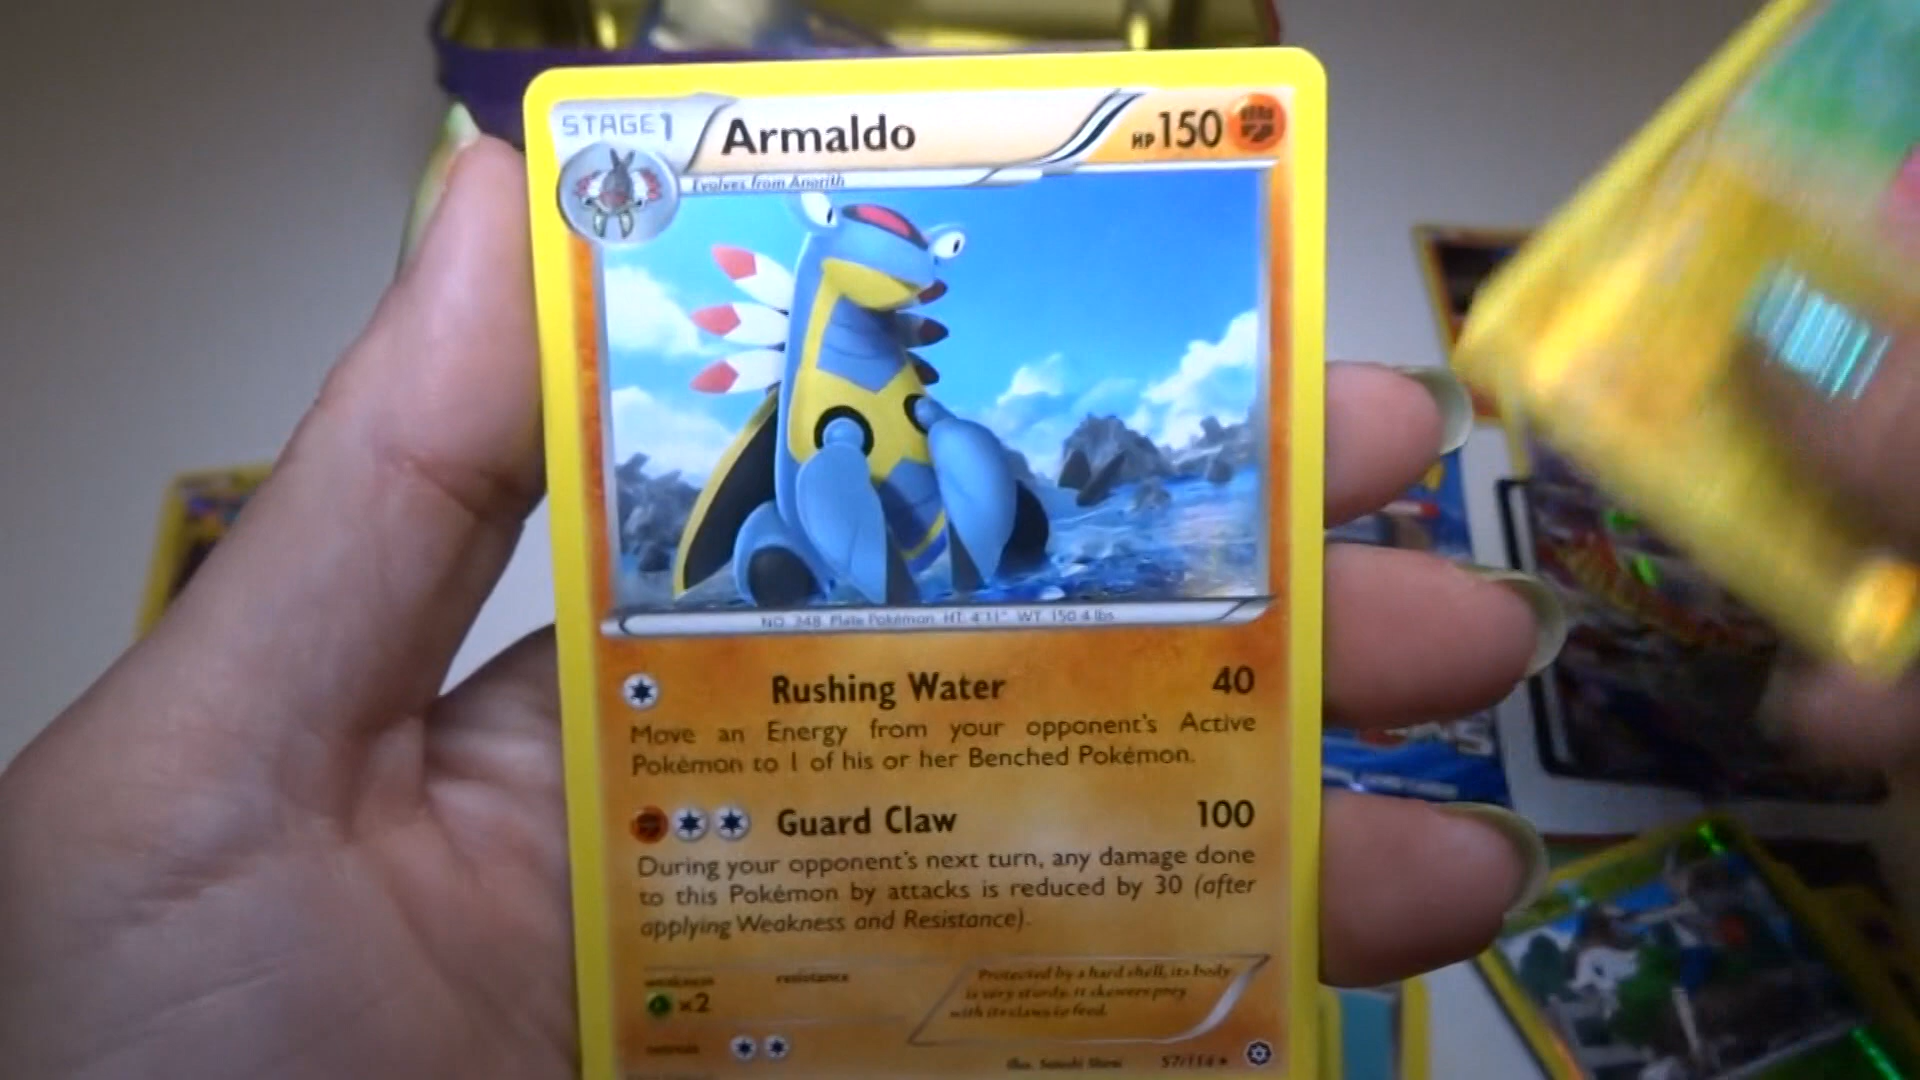 STAGE1 Armaldo HP150
Evolves from Anorith
NO. 348 Plate Pokémon HT. 4'11" WT. 150.4 lbs
Rushing Water 40
Move an Energy from your opponent's Active
Pokémon to 1 of his or her Benched Pokémon.
Guard Claw 100
During your opponent's next turn, any damage done
to this Pokémon by attacks is reduced by 30 (after
applying Weakness and Resistance).
weakness resistance
×2
Protected by a hard shell, its body
is very sturdy. It skewers prey
with its claws to feed.
Illus.
57/114 ★